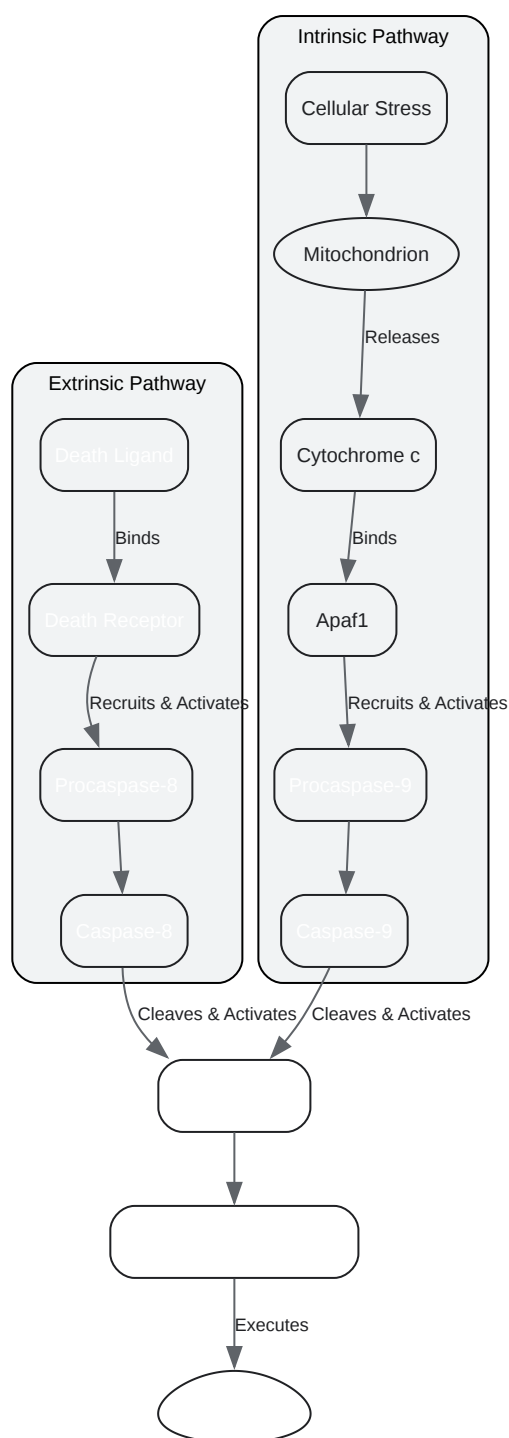 Intrinsic Pathway
Cellular Stress
Mitochondrion
Releases
Cytochrome c
Binds
Apaf1
Recruits & Activates
Procaspase-9
Caspase-9
Cleaves & Activates
Extrinsic Pathway
Death Ligand
Binds
Death Receptor
Recruits & Activates
Procaspase-8
Caspase-8
Cleaves & Activates
Executes